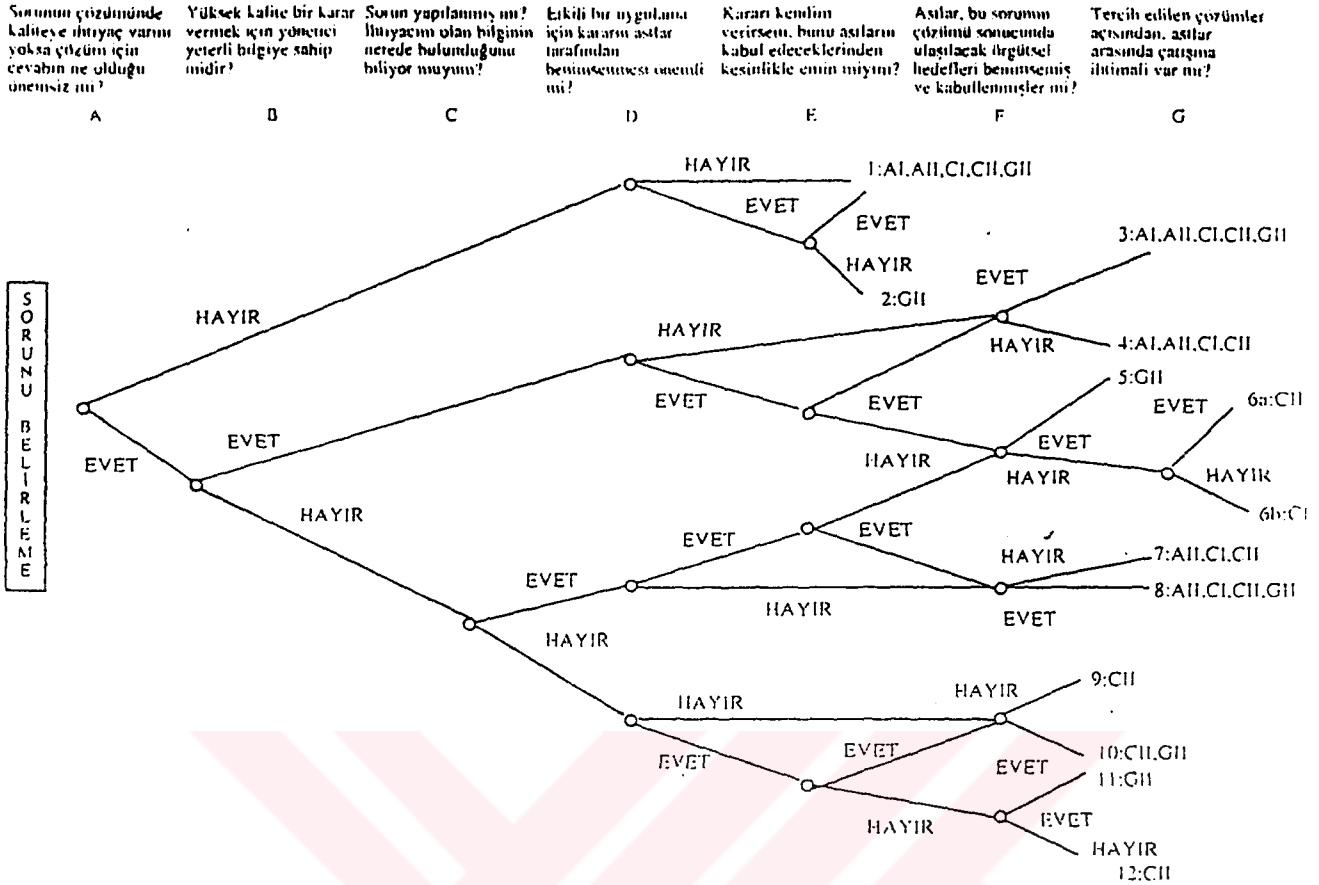 Sorunun çözümünde
kaliteye ihtiyaç varmı
yoksa çözüm için
cevabın ne olduğu
önemsiz mi?
A
Yüksek kalite bir karar
vermek için yönetici
yeterli bilgiye sahip
midir?
B
Sorun yapılanmış mı?
İhtiyacım olan bilginin
nerede bulunduğunu
biliyor muyum?
C
Etkili bir uygulama
için kararın astlar
tarafından
benimsenmesi önemli
mi?
D
Kararı kendim
verirsem, bunu astların
kabul edeceklerinden
kesinlikle emin miyim?
E
Astlar, bu sorunun
çözümü sonucunda
ulaşılacak örgütsel
hedefleri benimsemiş
ve kabullenmişler mi?
F
Tercih edilen çözümler
açısından, astlar
arasında çatışma
ihtimali var mı?
G
SORUNU BELİRLEME
HAYIR
1:AI,AII,CI,CII,GII
EVET
EVET
HAYIR
2:GII
3:AI,AII,CI,CII,GII
EVET
HAYIR
HAYIR
HAYIR
4:AI,AII,CI,CII
5:GII
EVET
EVET
EVET
6a:CII
EVET
EVET
HAYIR
HAYIR
HAYIR
6b:CI
HAYIR
EVET
EVET
HAYIR
7:AII,CI,CII
EVET
8:AII,CI,CII,GII
HAYIR
EVET
HAYIR
HAYIR
HAYIR
9:CII
EVET
EVET
EVET
10:CII,GII
11:GII
HAYIR
EVET
HAYIR
12:CII